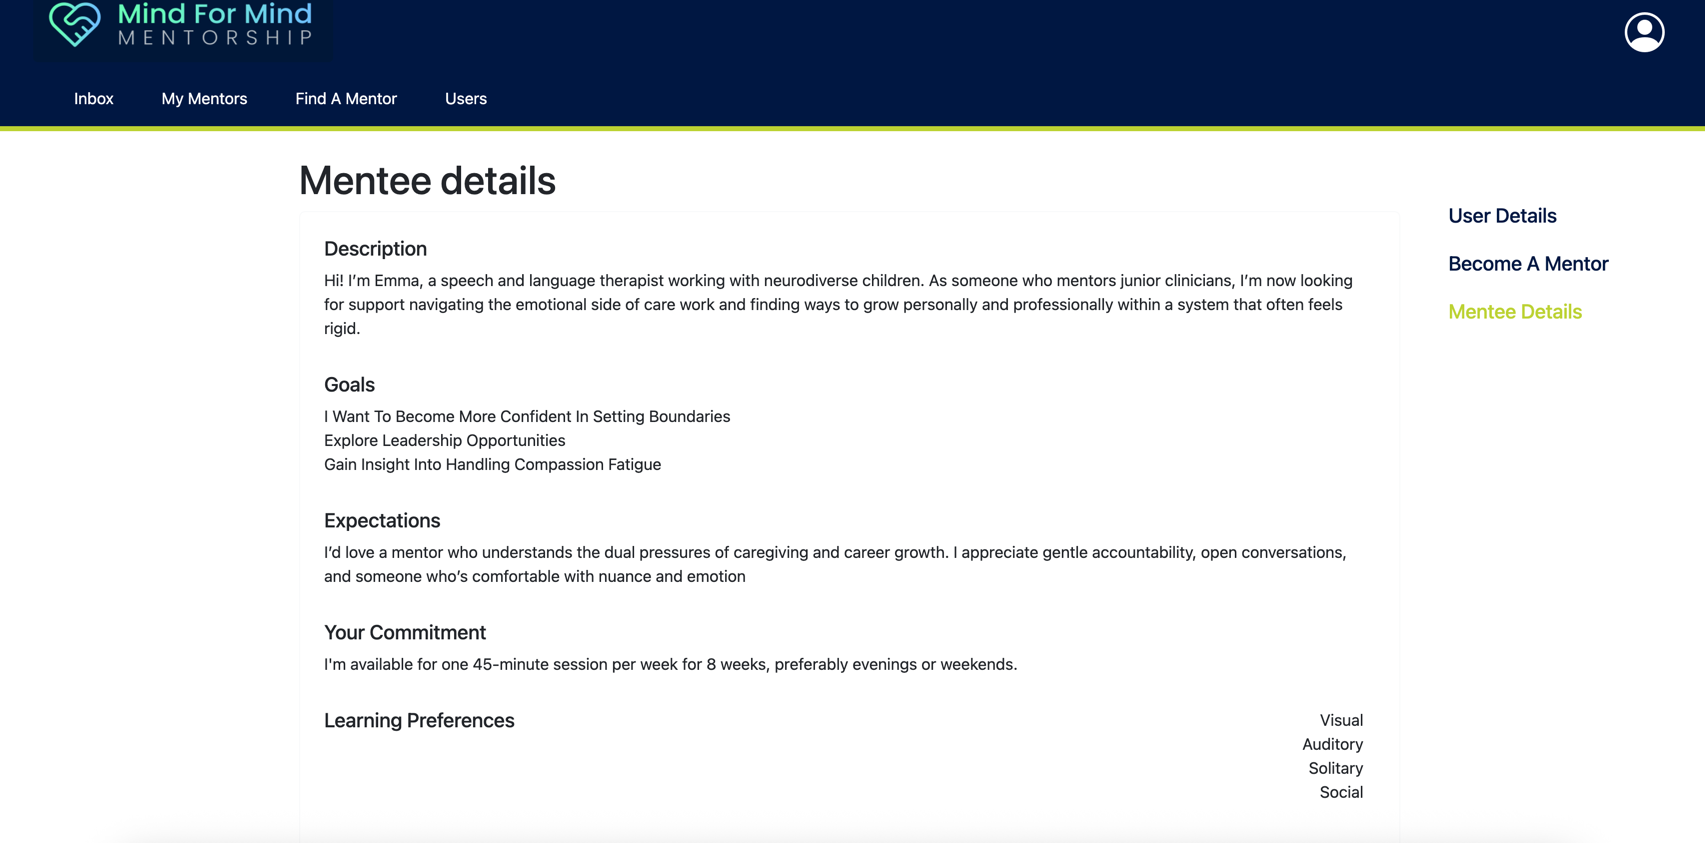 Mind For Mind
MENTORSHIP
Inbox My Mentors Find A Mentor Users
Mentee details
User Details
Become A Mentor
Mentee Details
Description
Hi! I’m Emma, a speech and language therapist working with neurodiverse children. As someone who mentors junior clinicians, I’m now looking
for support navigating the emotional side of care work and finding ways to grow personally and professionally within a system that often feels
rigid.
Goals
I Want To Become More Confident In Setting Boundaries
Explore Leadership Opportunities
Gain Insight Into Handling Compassion Fatigue
Expectations
I’d love a mentor who understands the dual pressures of caregiving and career growth. I appreciate gentle accountability, open conversations,
and someone who’s comfortable with nuance and emotion
Your Commitment
I'm available for one 45-minute session per week for 8 weeks, preferably evenings or weekends.
Learning Preferences
Visual
Auditory
Solitary
Social